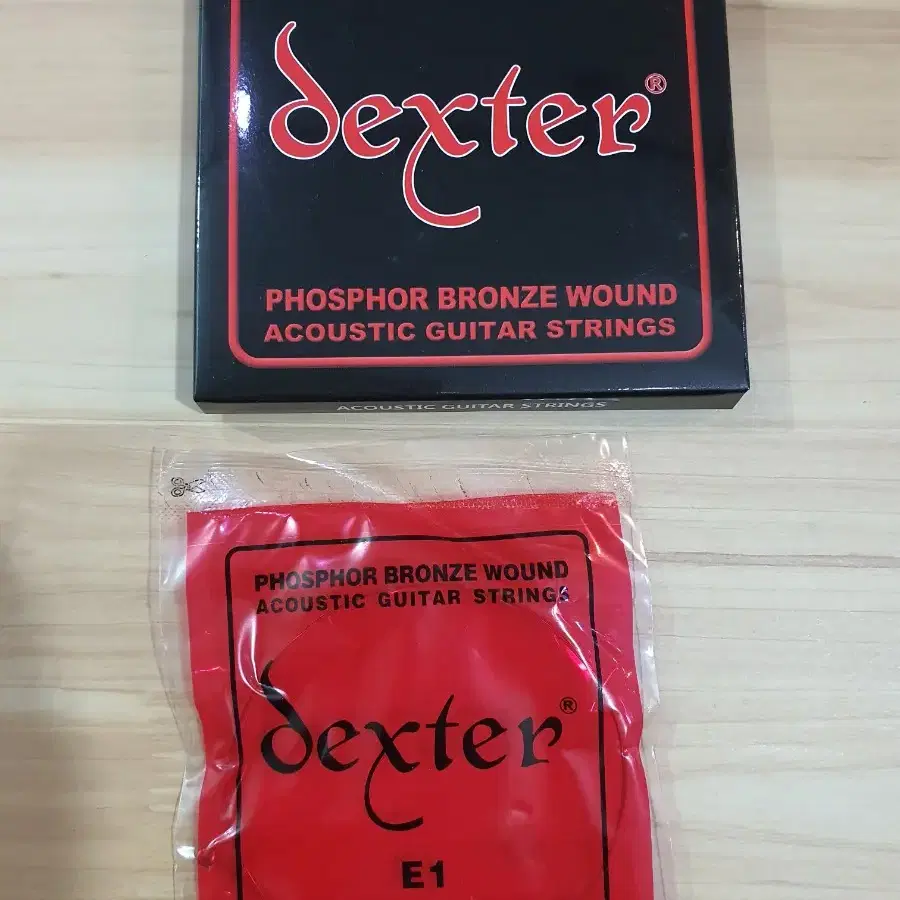 dexter®
PHOSPHOR BRONZE WOUND
ACOUSTIC GUITAR STRINGS
ACOUSTIC GUITAR STRINGS
PHOSPHOR BRONZE WOUND
ACOUSTIC GUITAR STRINGS
dexter®
E1